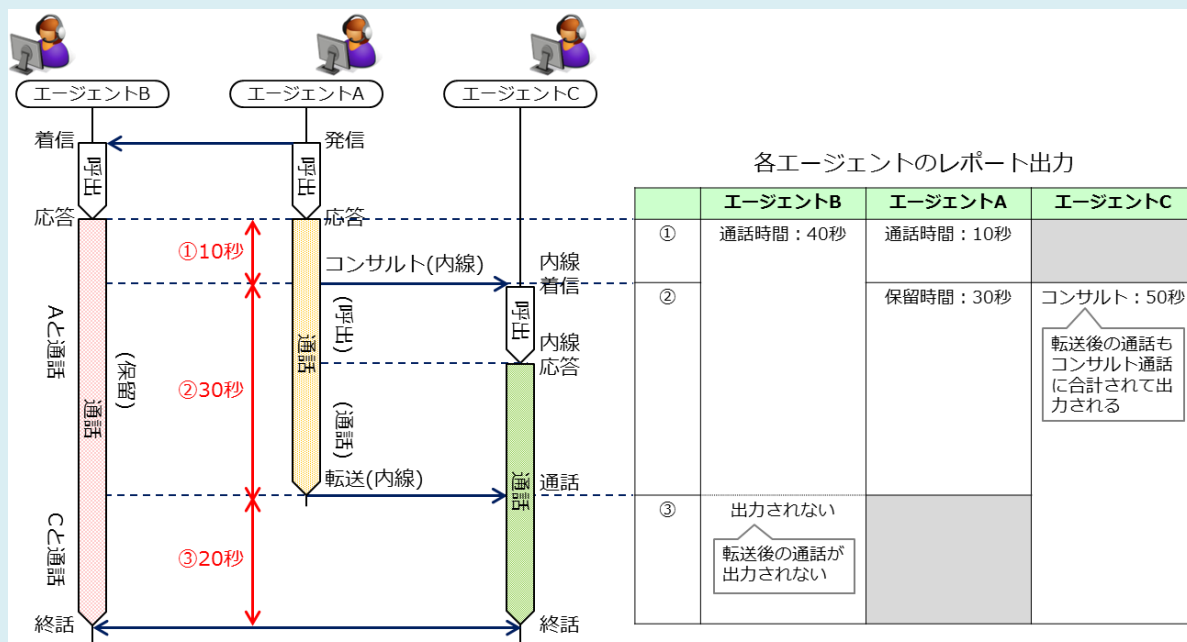 エージェントB
エージェントA
エージェントC
着信
発信
呼出
呼出
応答
応答
①10秒
コンサルト(内線)
内線
着信
呼出
(呼出)
内線
応答
Aと通話
(保留)
通話
通話
②30秒
(通話)
転送(内線)
通話
通話
Cと通話
③20秒
終話
終話
各エージェントのレポート出力
エージェントB エージェントA エージェントC
① 通話時間:40秒 通話時間:10秒
② 保留時間:30秒 コンサルト:50秒
転送後の通話も
コンサルト通話
に合計されて出
力される
③ 出力されない
転送後の通話が
出力されない